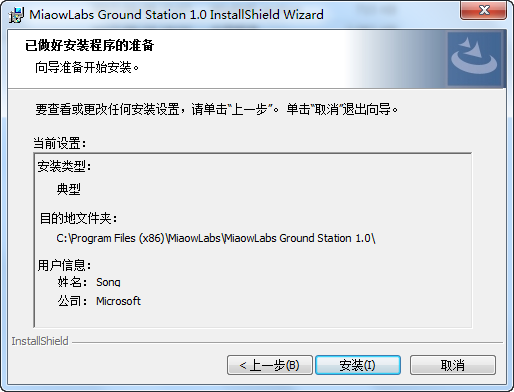 MiaowLabs Ground Station 1.0 InstallShield Wizard
已做好安装程序的准备
向导准备开始安装。
要查看或更改任何安装设置，请单击“上一步”。 单击“取消”退出向导。
当前设置：
安装类型：
典型
目的地文件夹：
C:\Program Files (x86)\MiaowLabs\MiaowLabs Ground Station 1.0\
用户信息：
姓名： Song
公司： Microsoft
InstallShield
< 上一步(B) 安装(I) 取消